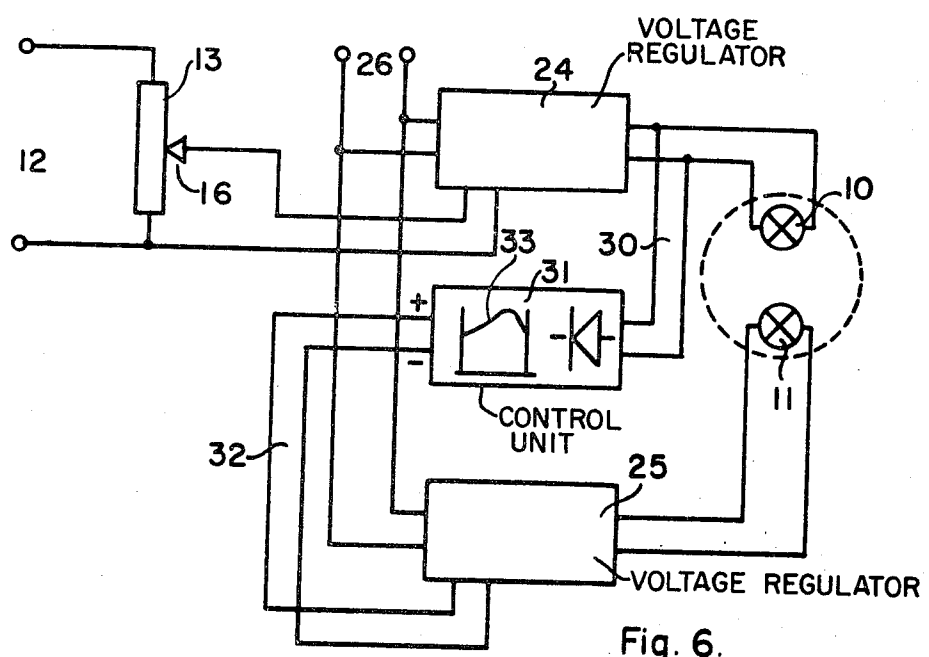 VOLTAGE
REGULATOR
13
26
24
12
16
10
30
33
31
+
-
11
CONTROL
UNIT
32
25
VOLTAGE REGULATOR
Fig. 6.